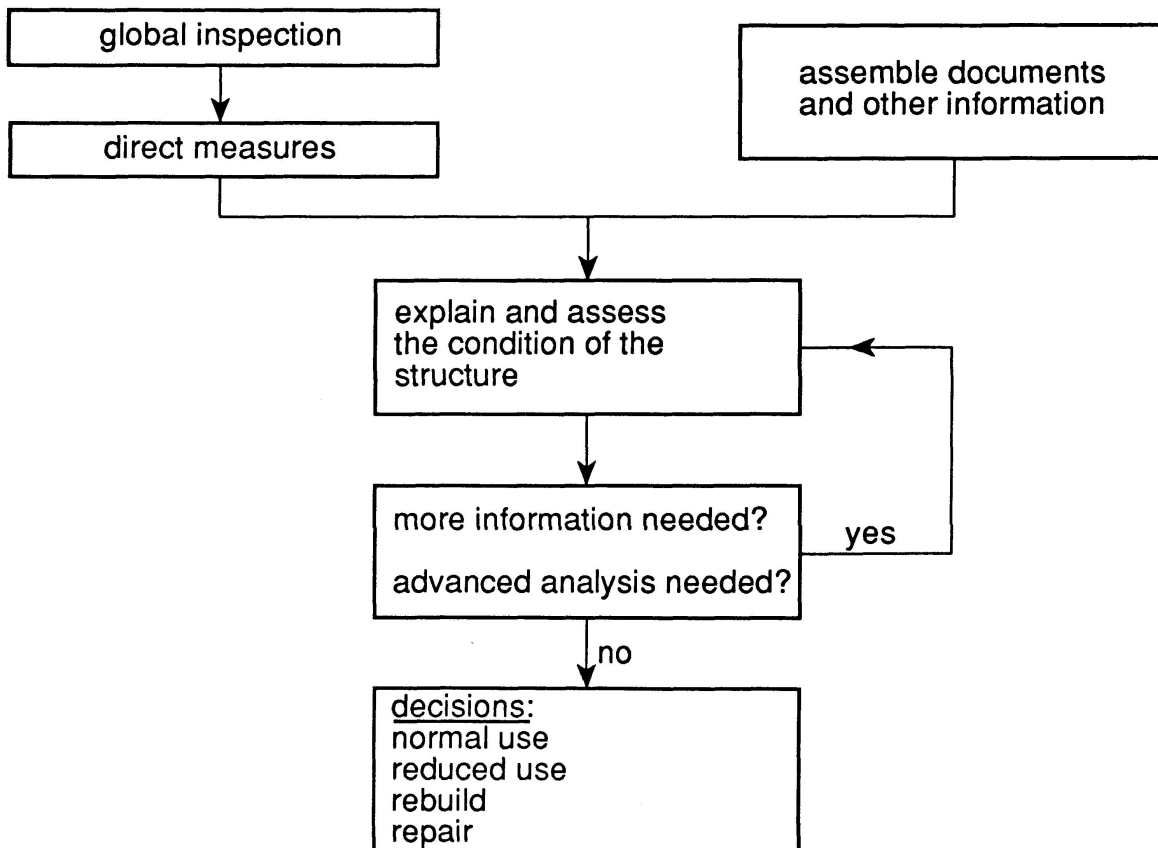 global inspection
direct measures
assemble documents
and other information
explain and assess
the condition of the
structure
more information needed?
advanced analysis needed?
yes
no
decisions:
normal use
reduced use
rebuild
repair